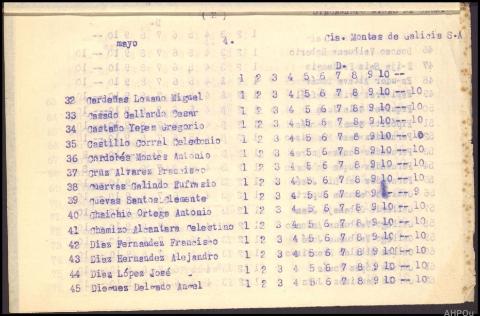 ( 2 )
mayo 4. Cia. Montes de Galicia S.A
D.
1 2 3 4 5 6 7 8 9 10 --
32 Cardeñas Lozano Miguel 1 2 3 4 5 6 7 8 9 10 -- 10
33 Casado Gallardo Cesar 1 2 3 4 5 6 7 8 9 10 -- 10
34 Castaño Yepes Gregorio 1 2 3 4 5 6 7 8 9 10 -- 10
35 Castillo Corral Celedonio 1 2 3 4 5 6 7 8 9 10 -- 10
36 Cordobés Montes Antonio 1 2 3 4 5 6 7 8 9 10 -- 10
37 Cruz Alvarez Francisco 1 2 3 4 5 6 7 8 9 10 -- 10
38 Cuervas Galindo Eufrasio 1 2 3 4 5 6 7 8 9 10 -- 10
39 Cuevas Santos Clemente 1 2 3 4 5 6 7 8 10 -- 9
40 Chaichio Ortega Antonio 1 2 3 4 5 6 7 8 9 10 -- 10
41 Chamizo Alcantara Celestino 1 2 3 4 5 6 7 8 9 10 -- 10
42 Diez Fernandez Francisco 1 2 3 4 5 6 7 8 9 10 -- 10
43 Diez Hernandez Alejandro 1 2 3 4 5 6 7 8 9 10 -- 10
44 Diez López José 1 2 3 4 5 6 7 8 9 10 -- 10
45 Dieguez Delgado Angel 1 2 3 4 5 6 7 8 9 10 -- 10
AHPOu